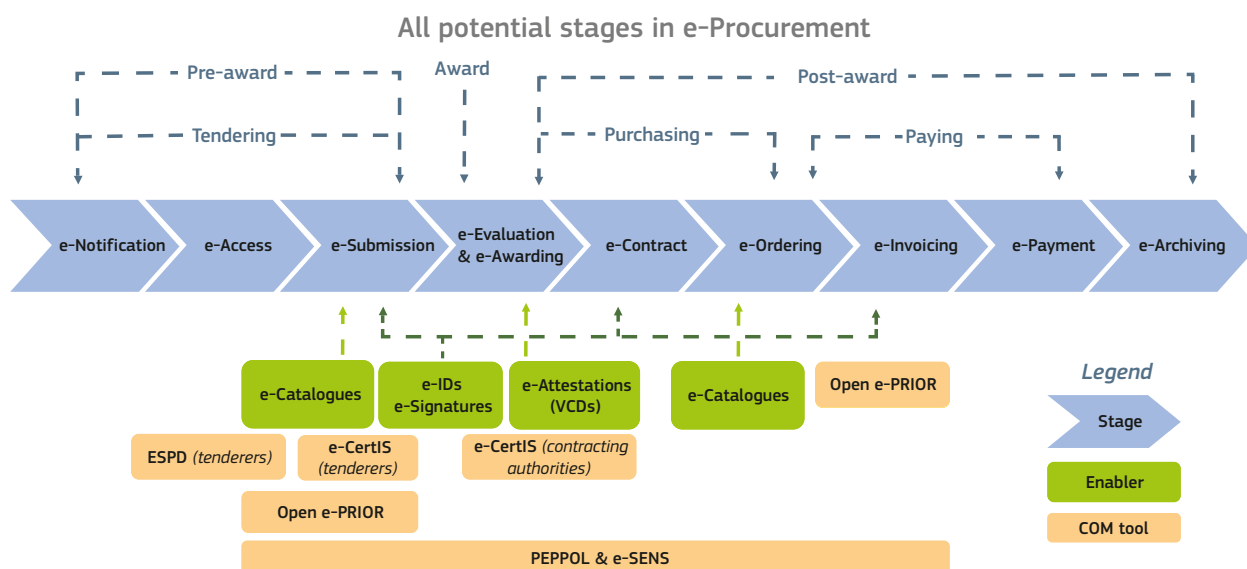 All potential stages in e-Procurement
Pre-award
Award
Post-award
Tendering
Purchasing
Paying
e-Notification
e-Access
e-Submission
e-Evaluation
& e-Awarding
e-Contract
e-Ordering
e-Invoicing
e-Payment
e-Archiving
e-Catalogues
e-IDs
e-Signatures
e-Attestations
(VCDs)
e-Catalogues
Open e-PRIOR
ESPD (tenderers)
e-CertIS
(tenderers)
e-CertIS (contracting
authorities)
Open e-PRIOR
PEPPOL & e-SENS
Legend
Stage
Enabler
COM tool